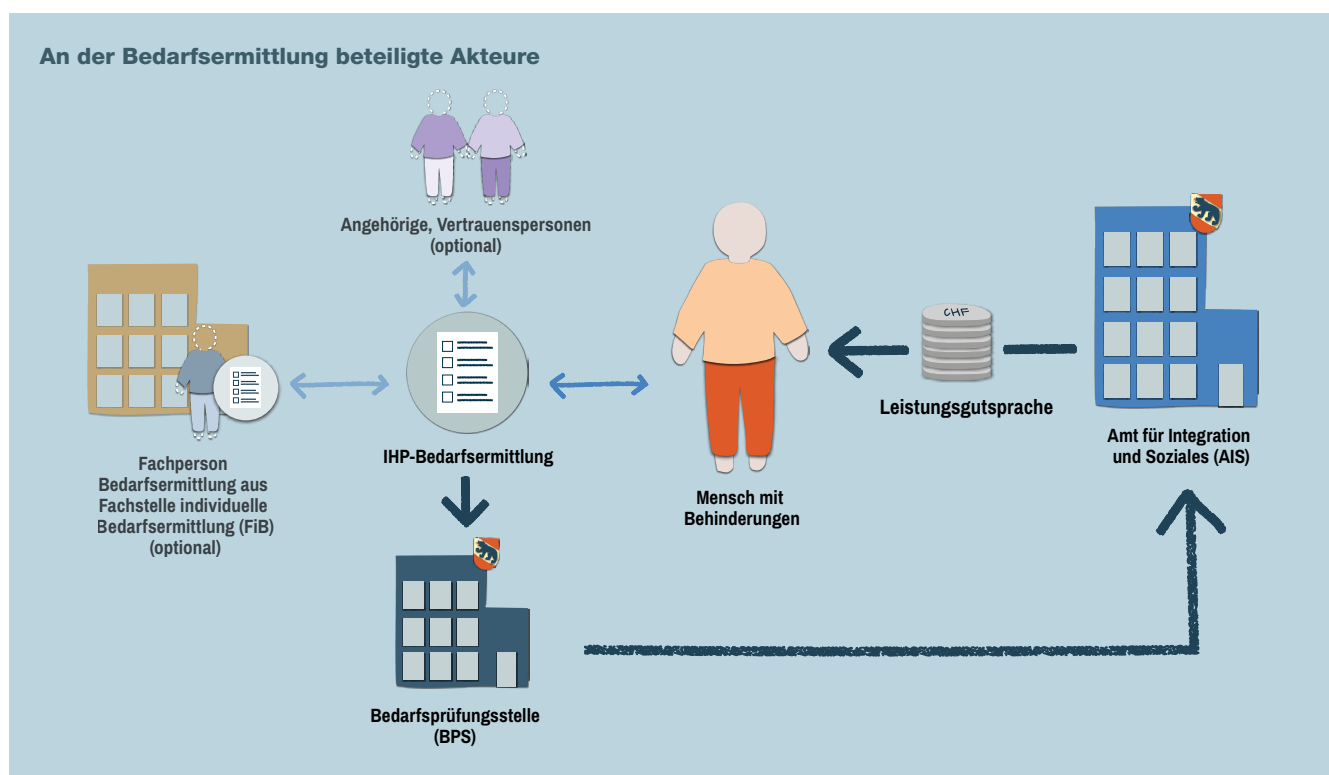 An der Bedarfsermittlung beteiligte Akteure
Angehörige, Vertrauenspersonen
(optional)
CHF
Leistungsgutsprache
Amt für Integration
und Soziales (AIS)
IHP-Bedarfsermittlung
Fachperson
Bedarfsermittlung aus
Fachstelle individuelle
Bedarfsermittlung (FiB)
(optional)
Mensch mit
Behinderungen
Bedarfsprüfungsstelle
(BPS)